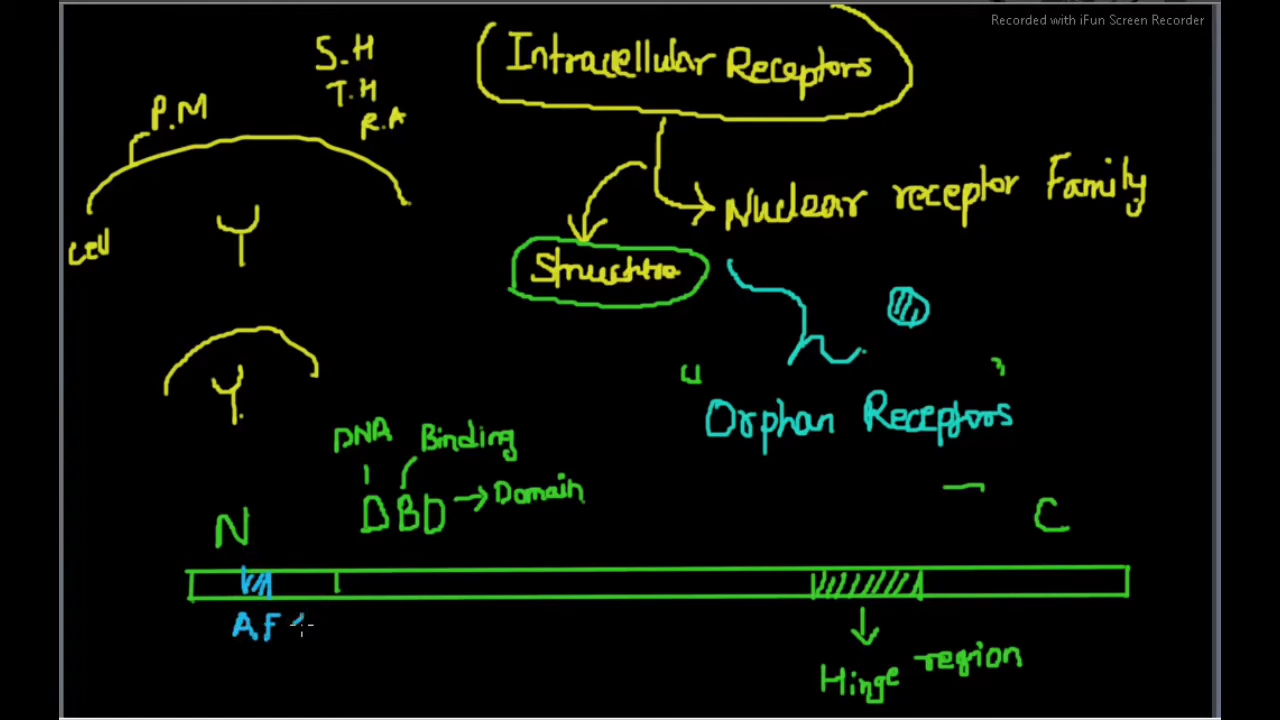 Recorded with iFun Screen Recorder
Intracellular Receptors
S.H
T.H
R.A
P.M
Nuclear receptor Family
Cell
" Orphan Receptors "
DNA Binding
DBD → Domain
N
C
AF
Hinge region